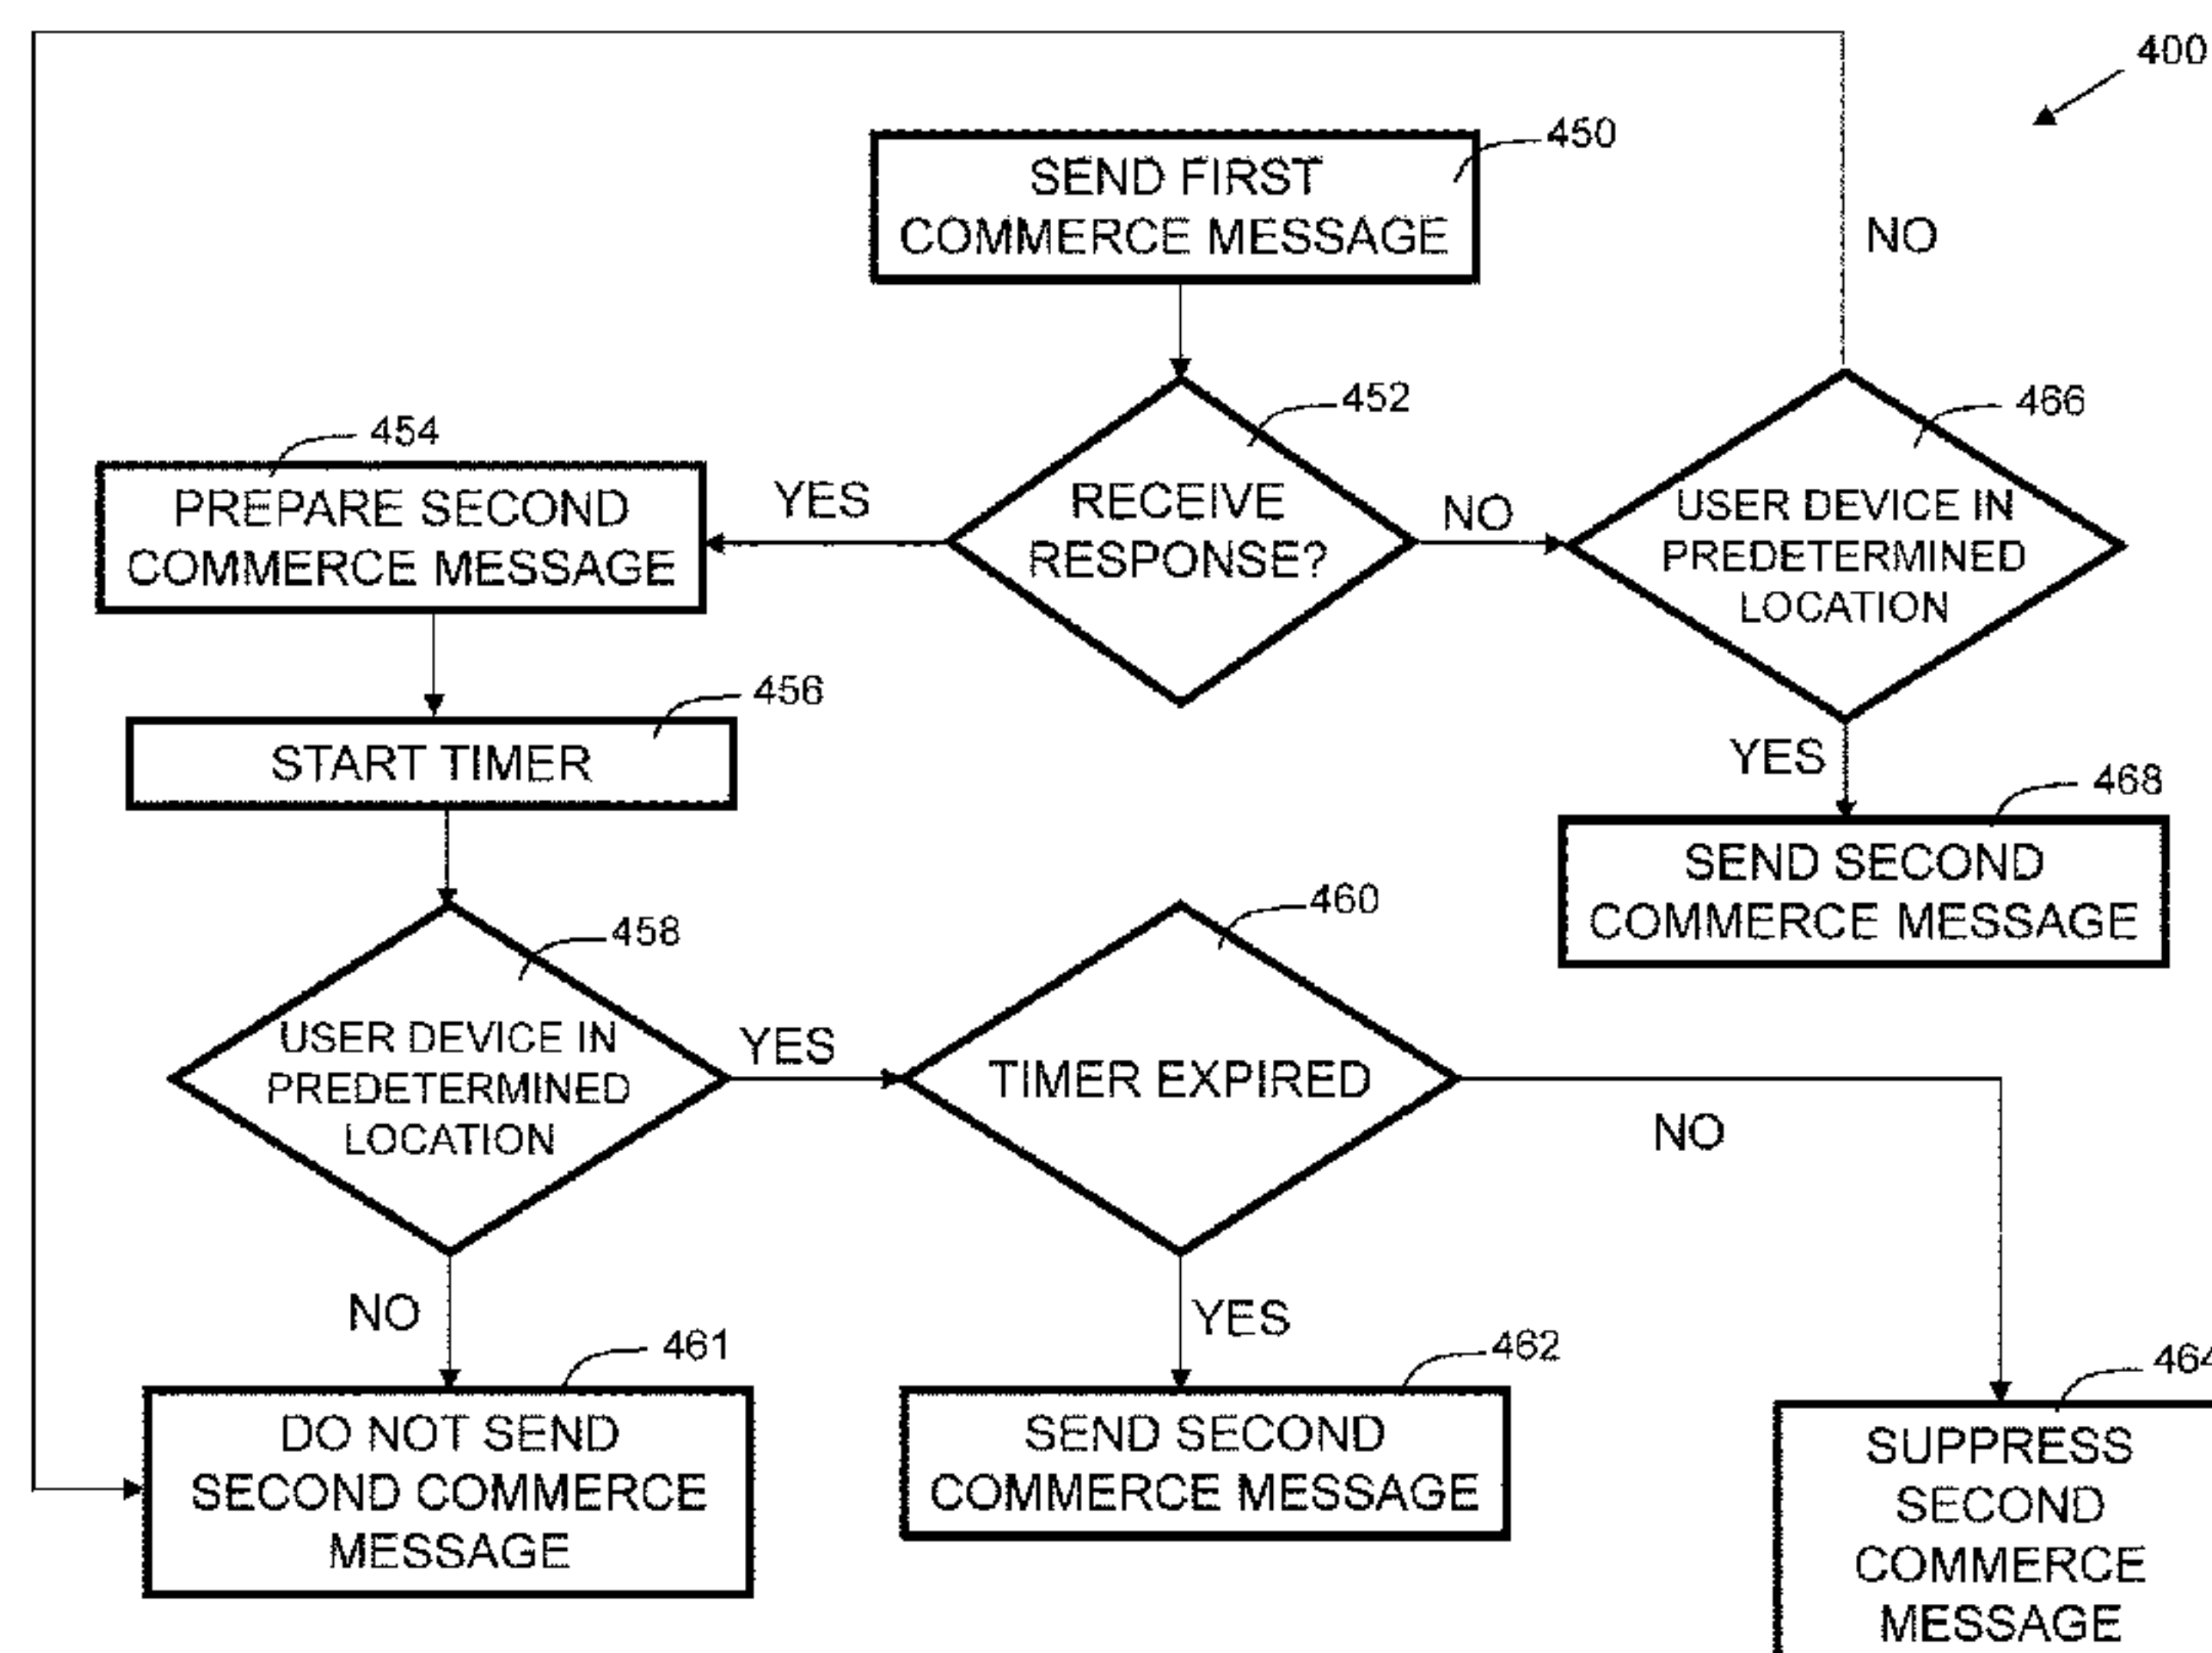 400
450
SEND FIRST
COMMERCE MESSAGE
NO
452
466
454
PREPARE SECOND
COMMERCE MESSAGE
YES
RECEIVE
RESPONSE?
NO
USER DEVICE IN
PREDETERMINED
LOCATION
456
START TIMER
YES
468
SEND SECOND
COMMERCE MESSAGE
458
USER DEVICE IN
PREDETERMINED
LOCATION
YES
460
TIMER EXPIRED
NO
NO
YES
461
DO NOT SEND
SECOND COMMERCE
MESSAGE
462
SEND SECOND
COMMERCE MESSAGE
464
SUPPRESS
SECOND
COMMERCE
MESSAGE